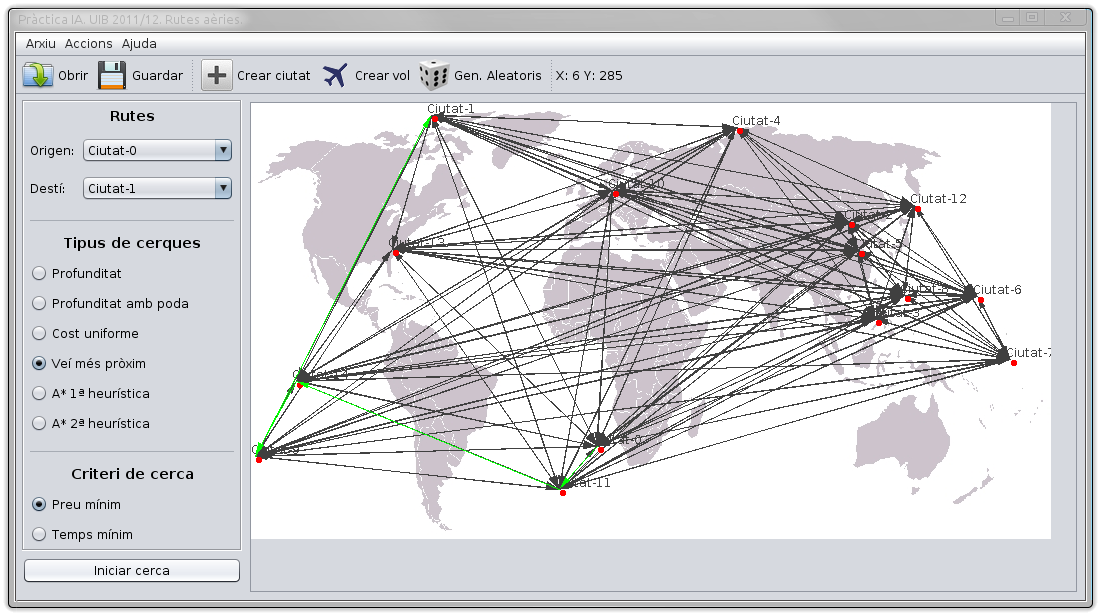 Pràctica IA. UIB 2011/12. Rutes aèries.
Arxiu Accions Ajuda
Obrir Guardar Crear ciutat Crear vol Gen. Aleatoris X: 6 Y: 285
Rutes
Origen: Ciutat-0
Destí: Ciutat-1
Tipus de cerques
Profunditat
Profunditat amb poda
Cost uniforme
Veí més pròxim
A* 1ª heurística
A* 2ª heurística
Criteri de cerca
Preu mínim
Temps mínim
Iniciar cerca
Ciutat-1
Ciutat-4
Ciutat-10
Ciutat-12
Ciutat-13
Ciutat-5
Ciutat-6
Ciutat-7
Ciutat-11